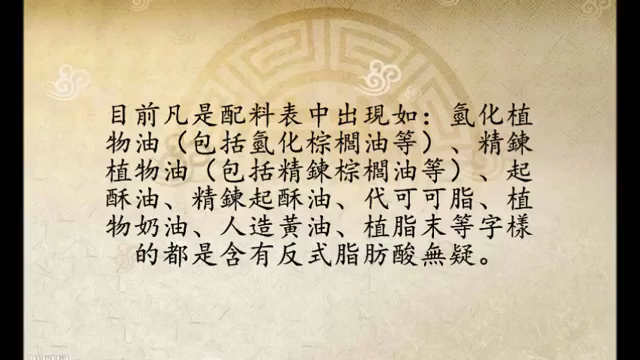 目前凡是配料表中出現如：氫化植
物油（包括氫化棕櫚油等）、精鍊
植物油（包括精鍊棕櫚油等）、起
酥油、精鍊起酥油、代可可脂、植
物奶油、人造黃油、植脂末等字樣
的都是含有反式脂肪酸無疑。